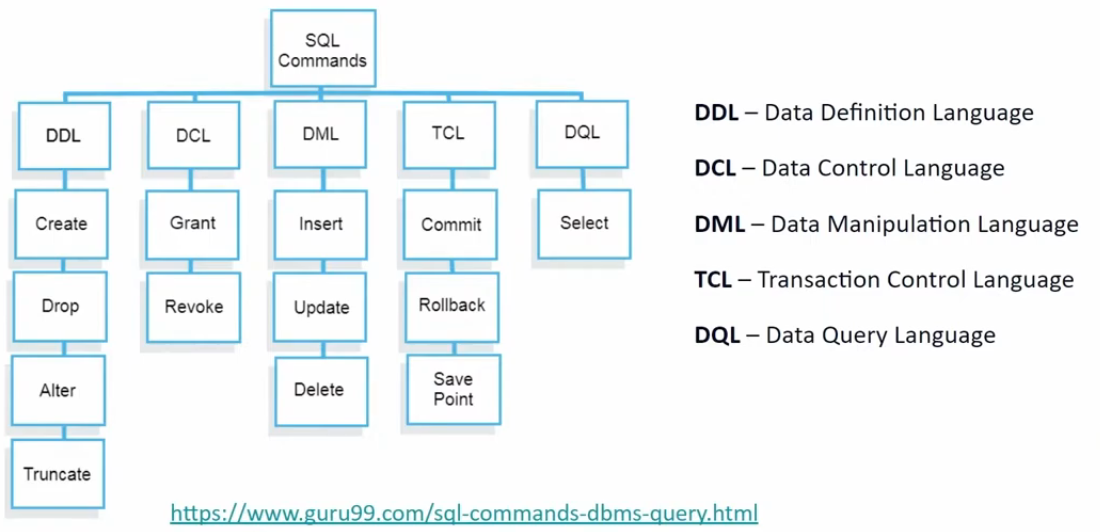 SQL
Commands
DDL
DCL
DML
TCL
DQL
Create
Grant
Insert
Commit
Select
Drop
Revoke
Update
Rollback
Alter
Delete
Save
Point
Truncate
DDL – Data Definition Language
DCL – Data Control Language
DML – Data Manipulation Language
TCL – Transaction Control Language
DQL – Data Query Language
https://www.guru99.com/sql-commands-dbms-query.html